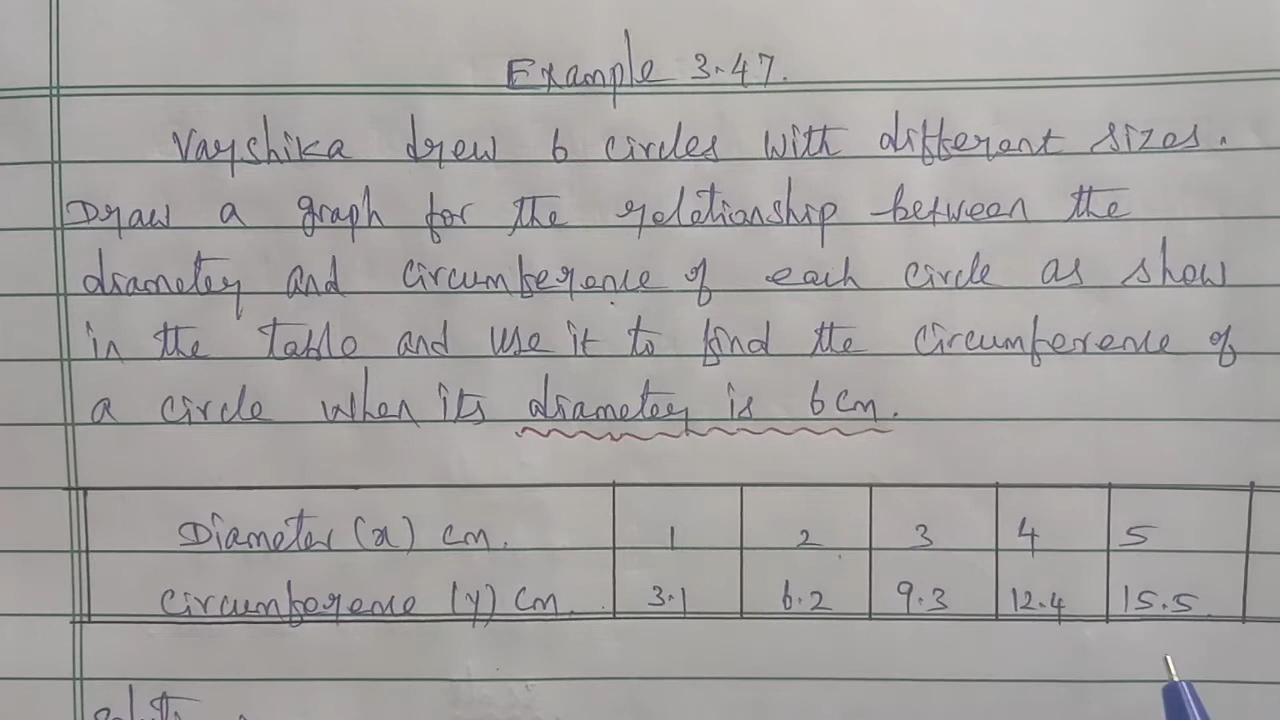 Example 3.47.
Varshika drew 6 circles with different sizes.
Draw a graph for the relationship between the
diameter and circumference of each circle as show
in the table and use it to find the circumference of
a circle when its diameter is 6cm.
Diameter (x) cm. 1 2 3 4 5
Circumference (y) cm. 3.1 6.2 9.3 12.4 15.5